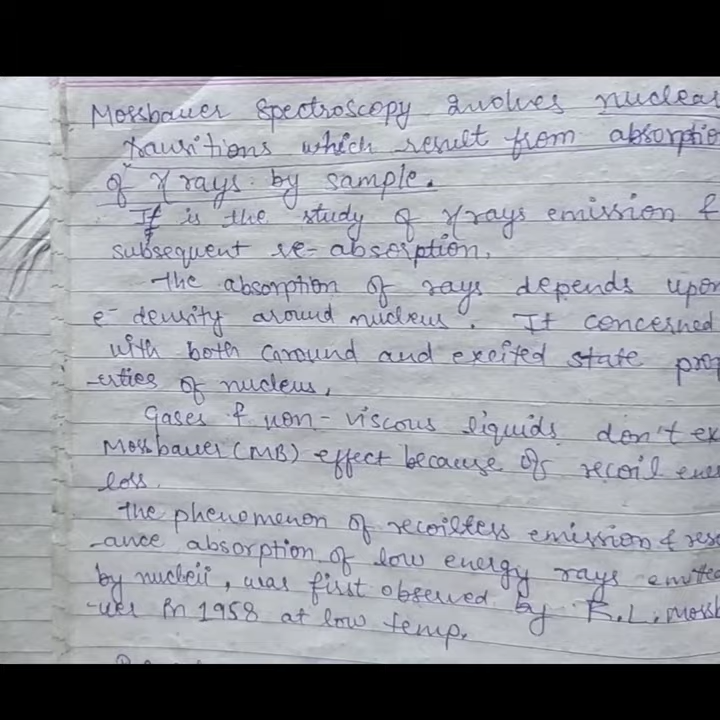 Mossbauer Spectroscopy Involves nuclear
transitions which result from absorptio
of γ rays by sample.
It is the study of γ rays emission &
subsequent re-absorption.
The absorption of rays depends upon
e⁻ density around nucleus. It concerned
with both Ground and excited state prop
-erties of nucleus.
Gases & non-viscous liquids don't ex
Mossbauer (MB) effect because of recoil ener
loss.
The phenomenon of recoilless emission & reso
-ance absorption of low energy rays emitte
by nucleii, was first observed by R.L. Mossb
-uer in 1958 at low temp.